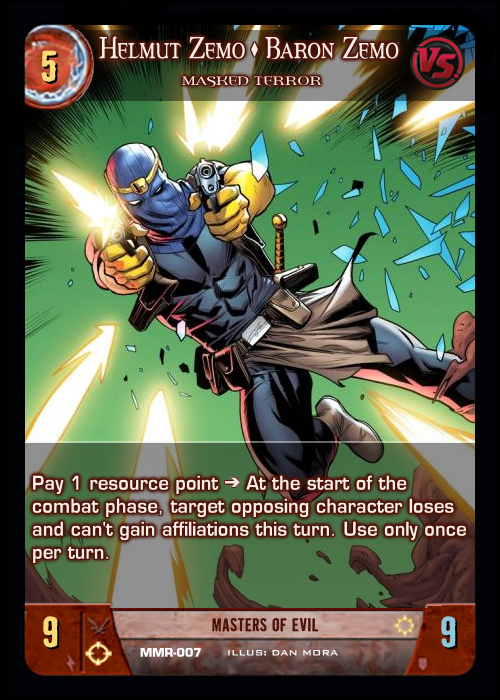 5
Helmut Zemo ♦ Baron Zemo
VS
Masked Terror
Pay 1 resource point ➔ At the start of the
combat phase, target opposing character loses
and can't gain affiliations this turn. Use only once
per turn.
9
MASTERS OF EVIL
9
MMR-007 ILLUS: DAN MORA